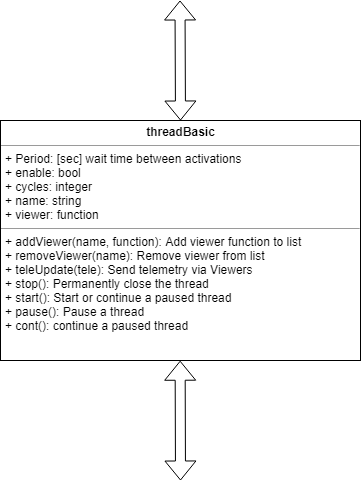 threadBasic
+ Period: [sec] wait time between activations
+ enable: bool
+ cycles: integer
+ name: string
+ viewer: function
+ addViewer(name, function): Add viewer function to list
+ removeViewer(name): Remove viewer from list
+ teleUpdate(tele): Send telemetry via Viewers
+ stop(): Permanently close the thread
+ start(): Start or continue a paused thread
+ pause(): Pause a thread
+ cont(): continue a paused thread